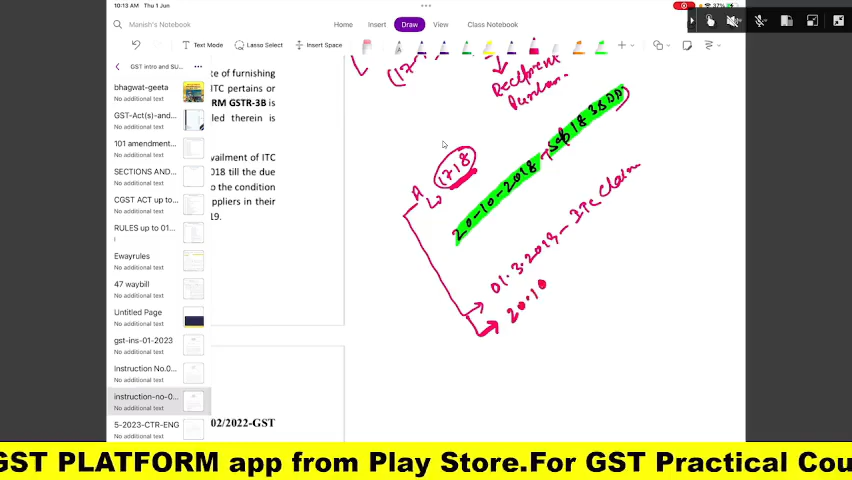 10:13 AM Thu 1 Jun
37%
Manish's Notebook
Home Insert Draw View Class Notebook
Text Mode Lasso Select Insert Space
GST intro and SU...
bhagwat-geeta
No additional text
GST-Act(s)-and...
No additional text
101 amendment...
No additional text
SECTIONS AND...
No additional text
CGST ACT up to...
No additional text
RULES up to 01...
I
Ewayrules
No additional text
47 waybill
No additional text
Untitled Page
No additional text
gst-ins-01-2023
No additional text
Instruction No.0...
No additional text
instruction-no-0...
No additional text
5-2023-CTR-ENG
No additional text
te of furnishing
ITC pertains or
RM GSTR-3B is
led therein is
vailment of ITC
018 till the due
o the condition
ppliers in their
19.
02/2022-GST
(17-
Recipient
A
1718
20-10-2018 → Sep 18 3B DD
01.3.2019 – ITC Claim
20.10
GST PLATFORM app from Play Store.For GST Practical Cou